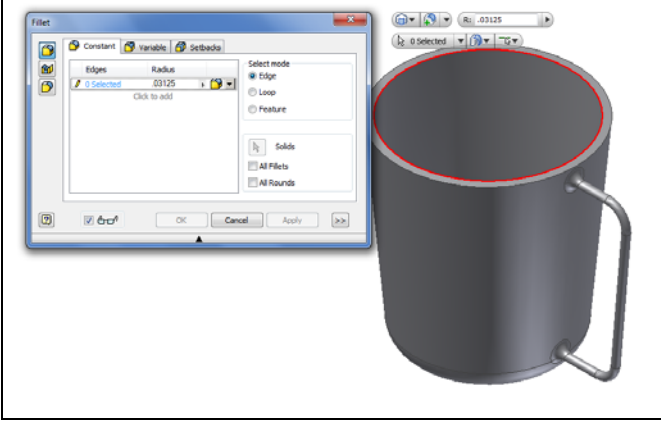 Fillet
R: .03125
0 Selected
Constant Variable Setbacks
Edges Radius
0 Selected .03125
Click to add
Select mode
Edge
Loop
Feature
Solids
All Fillets
All Rounds
OK Cancel Apply >>